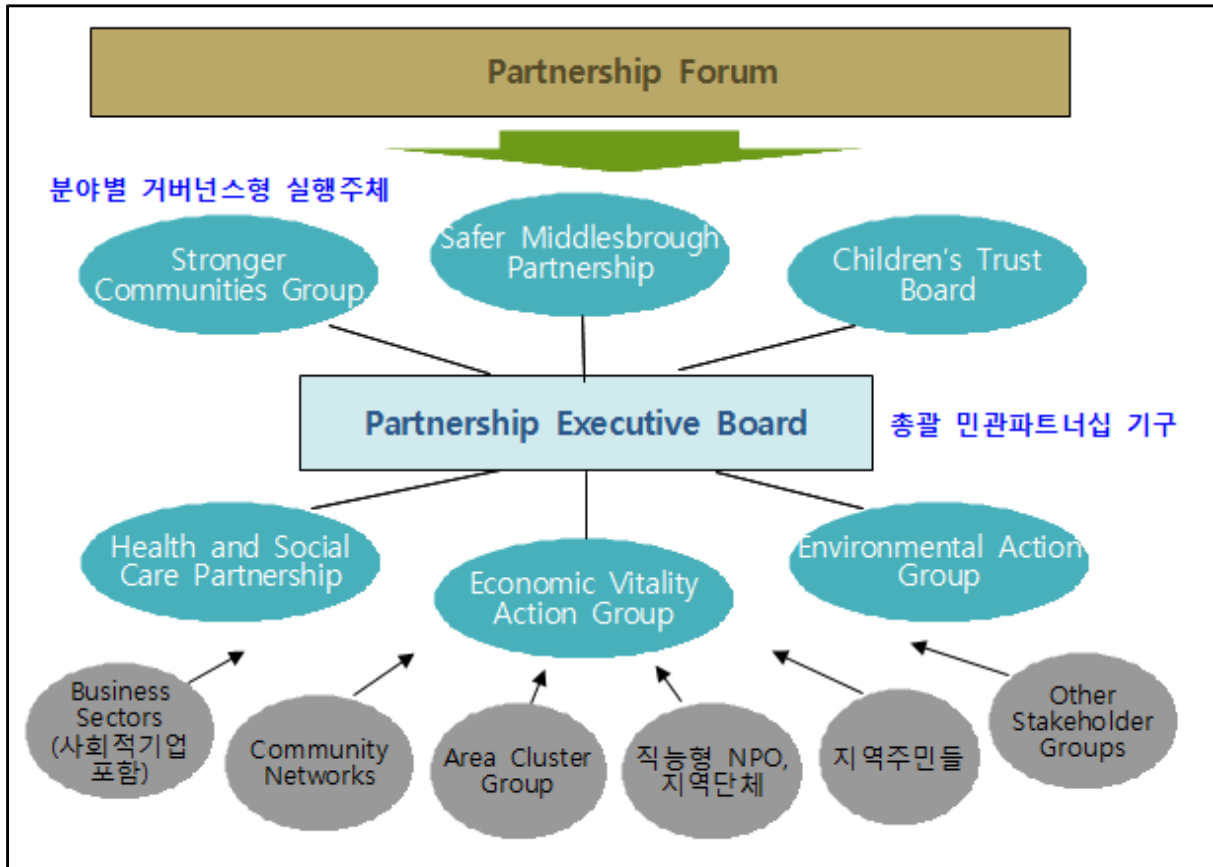 Partnership Forum
분야별 거버넌스형 실행주체
Stronger
Communities Group
Safer Middlesbrough
Partnership
Children's Trust
Board
Partnership Executive Board
총괄 민관파트너십 기구
Health and Social
Care Partnership
Economic Vitality
Action Group
Environmental Action
Group
Business
Sectors
(사회적기업
포함)
Community
Networks
Area Cluster
Group
직능형 NPO,
지역단체
지역주민들
Other
Stakeholder
Groups